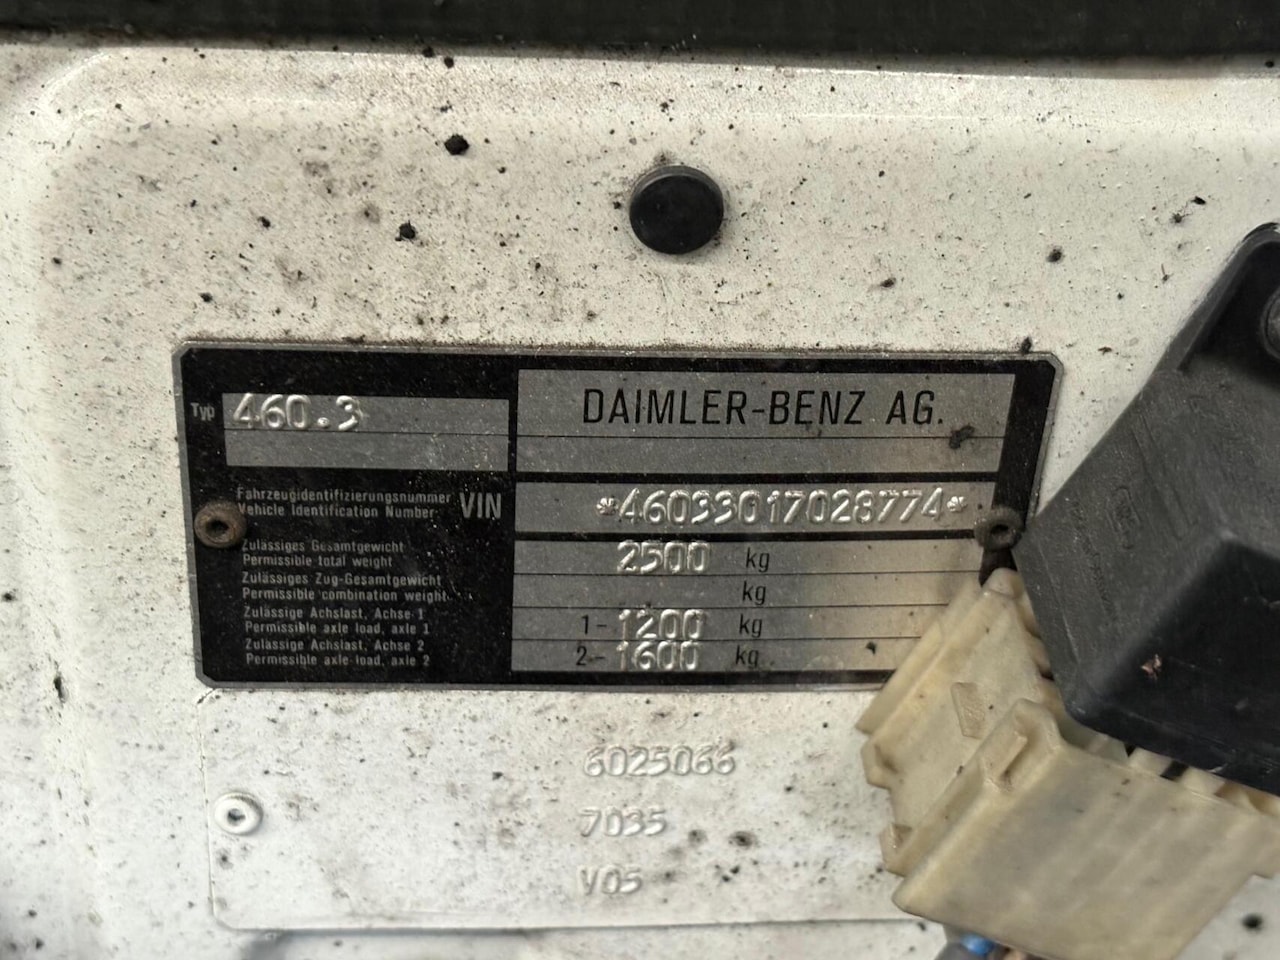 Typ 460.3
DAIMLER-BENZ AG.
Fahrzeugidentifizierungsnummer
Vehicle Identification Number
VIN
*46033017028774*
Zulässiges Gesamtgewicht
Permissible total weight
2500 kg
Zulässiges Zug-Gesamtgewicht
Permissible combination weight
kg
Zulässige Achslast, Achse 1
Permissible axle load, axle 1
1- 1200 kg
Zulässige Achslast, Achse 2
Permissible axle load, axle 2
2- 1600 kg
6025066
7035
V05